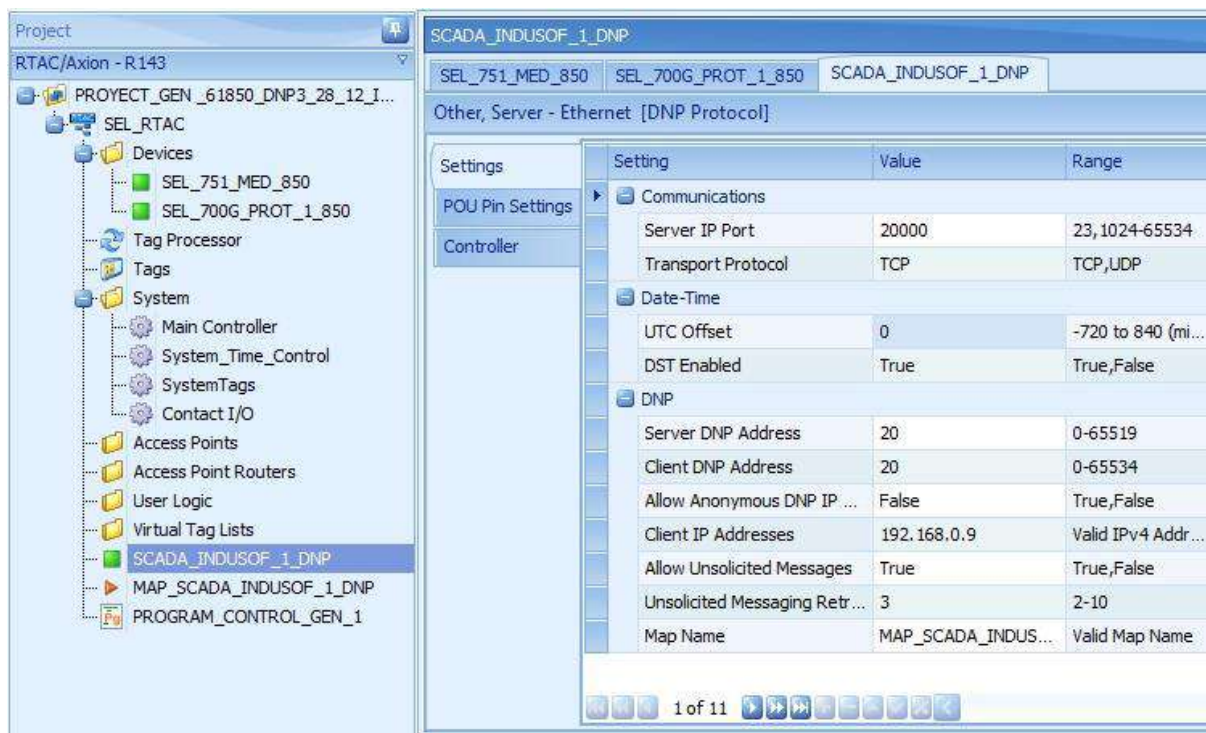 Project
RTAC/Axion - R143
PROYECT_GEN _61850_DNP3_28_12_I...
SEL_RTAC
Devices
SEL_751_MED_850
SEL_700G_PROT_1_850
Tag Processor
Tags
System
Main Controller
System_Time_Control
SystemTags
Contact I/O
Access Points
Access Point Routers
User Logic
Virtual Tag Lists
SCADA_INDUSOF_1_DNP
MAP_SCADA_INDUSOF_1_DNP
PROGRAM_CONTROL_GEN_1
SCADA_INDUSOF_1_DNP
SEL_751_MED_850 SEL_700G_PROT_1_850 SCADA_INDUSOF_1_DNP
Other, Server - Ethernet [DNP Protocol]
Settings
POU Pin Settings
Controller
Setting Value Range
Communications
Server IP Port 20000 23,1024-65534
Transport Protocol TCP TCP,UDP
Date-Time
UTC Offset 0 -720 to 840 (mi...
DST Enabled True True,False
DNP
Server DNP Address 20 0-65519
Client DNP Address 20 0-65534
Allow Anonymous DNP IP ... False True,False
Client IP Addresses 192.168.0.9 Valid IPv4 Addr...
Allow Unsolicited Messages True True,False
Unsolicited Messaging Retr... 3 2-10
Map Name MAP_SCADA_INDUS... Valid Map Name
1 of 11